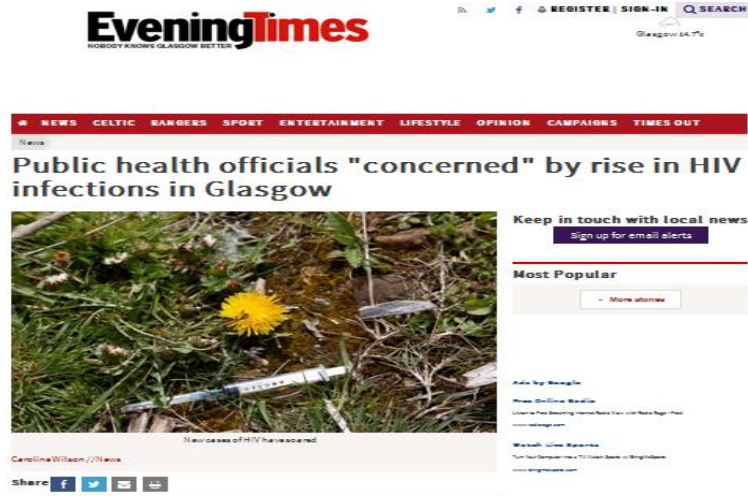 EveningTimes
NOBODY KNOWS GLASGOW BETTER
REGISTER | SIGN-IN SEARCH
Glasgow 14.7°c
NEWS CELTIC RANGERS SPORT ENTERTAINMENT LIFESTYLE OPINION CAMPAIGNS TIMES OUT
News
Public health officials "concerned" by rise in HIV
infections in Glasgow
Keep in touch with local news
Sign up for email alerts
Most Popular
More stories
New cases of HIV have soared
Caroline Wilson // News
Share
Ads by Google
Free Online Radio
Watch Live Sports